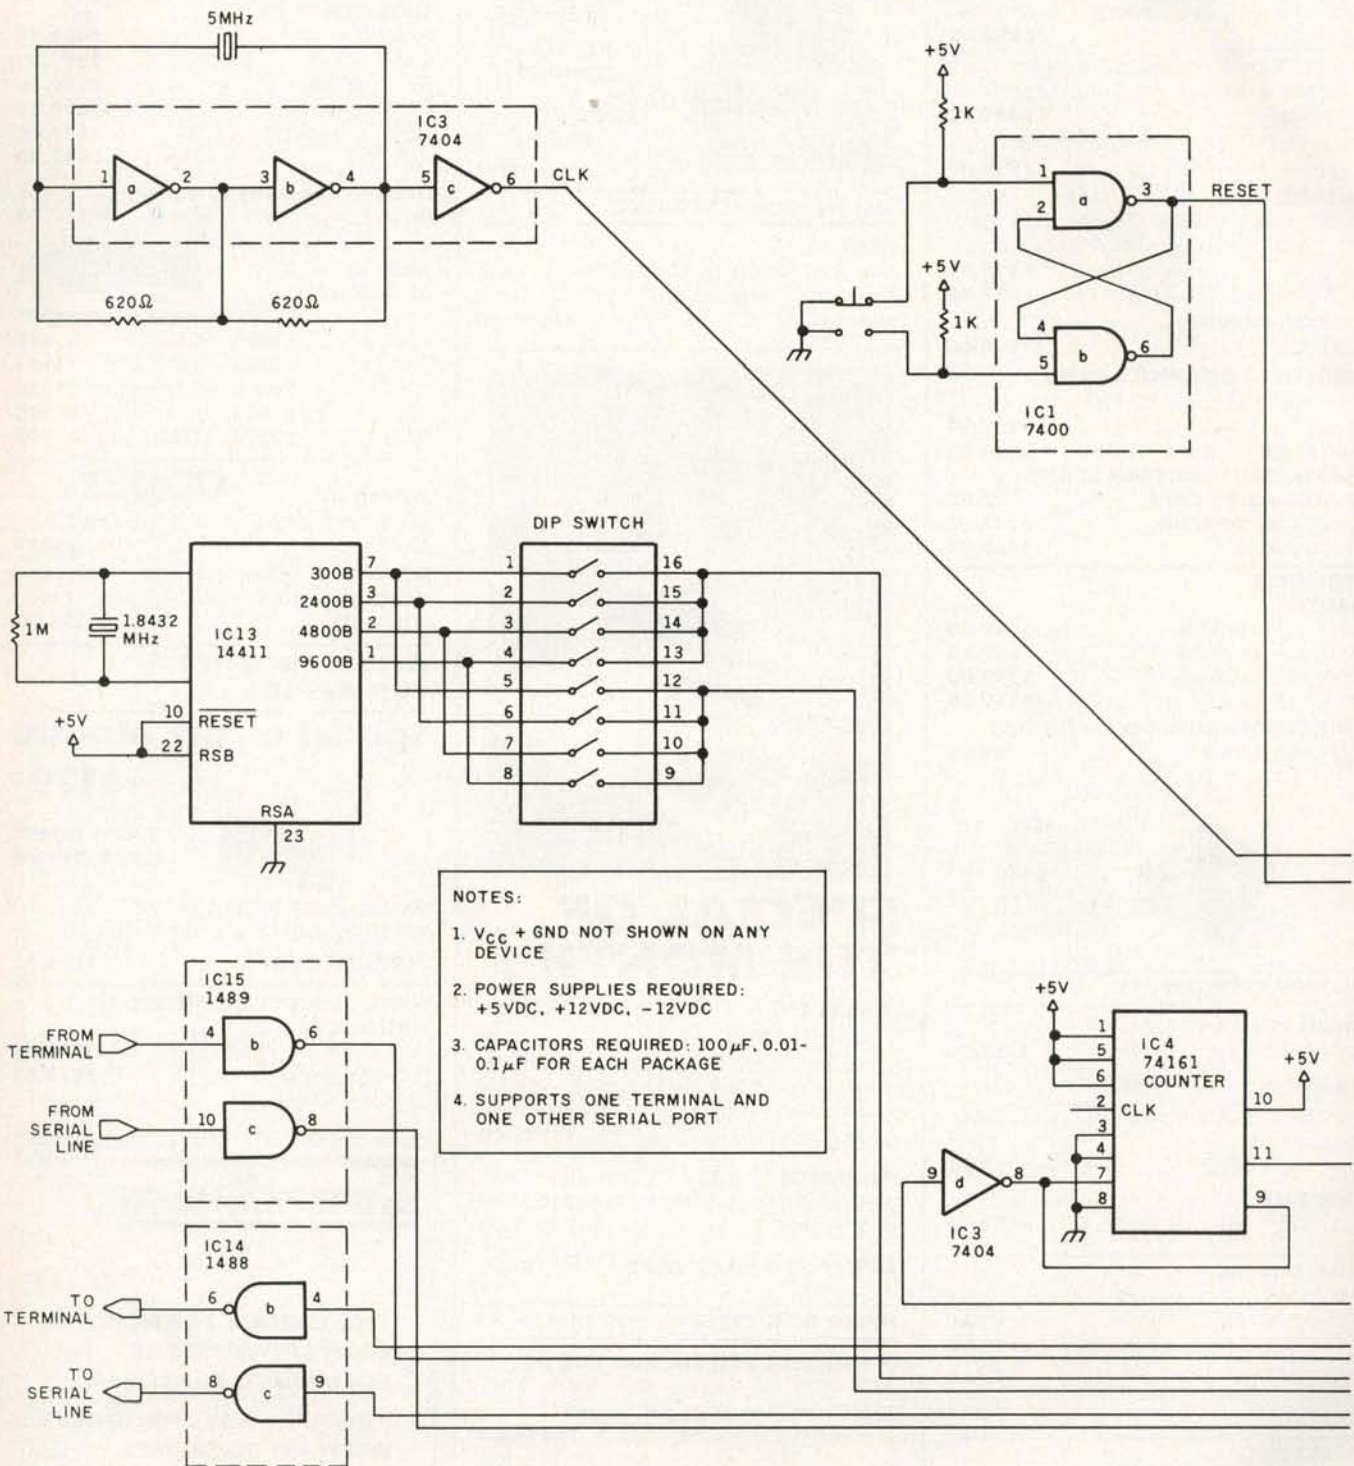 5MHz
IC3
7404
1
a
2
3
b
4
5
c
6
CLK
620Ω
620Ω
+5V
1K
1
2
a
3
RESET
+5V
1K
4
5
b
6
IC1
7400
DIP SWITCH
1M
1.8432
MHz
IC13
14411
300B
2400B
4800B
9600B
7
3
2
1
+5V
10
22
RESET
RSB
RSA
23
1
2
3
4
5
6
7
8
16
15
14
13
12
11
10
9
NOTES:
1. VCC + GND NOT SHOWN ON ANY
DEVICE
2. POWER SUPPLIES REQUIRED:
+5VDC, +12VDC, -12VDC
3. CAPACITORS REQUIRED: 100µF, 0.01-
0.1µF FOR EACH PACKAGE
4. SUPPORTS ONE TERMINAL AND
ONE OTHER SERIAL PORT
IC15
1489
FROM
TERMINAL
4
b
6
FROM
SERIAL
LINE
10
c
8
IC14
1488
TO
TERMINAL
6
b
4
TO
SERIAL
LINE
8
c
9
+5V
1
5
6
2
3
4
7
8
IC4
74161
COUNTER
CLK
+5V
10
11
9
9
d
8
IC3
7404